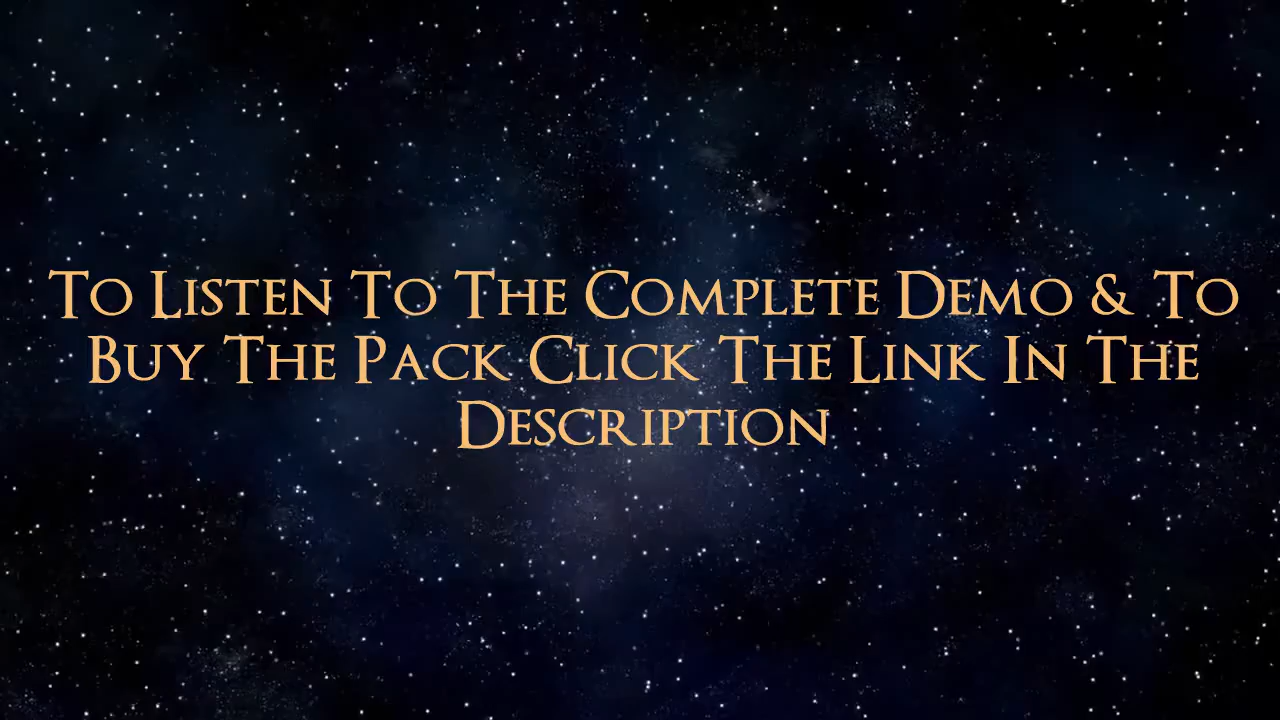 To Listen To The Complete Demo & To
Buy The Pack Click The Link In The
Description